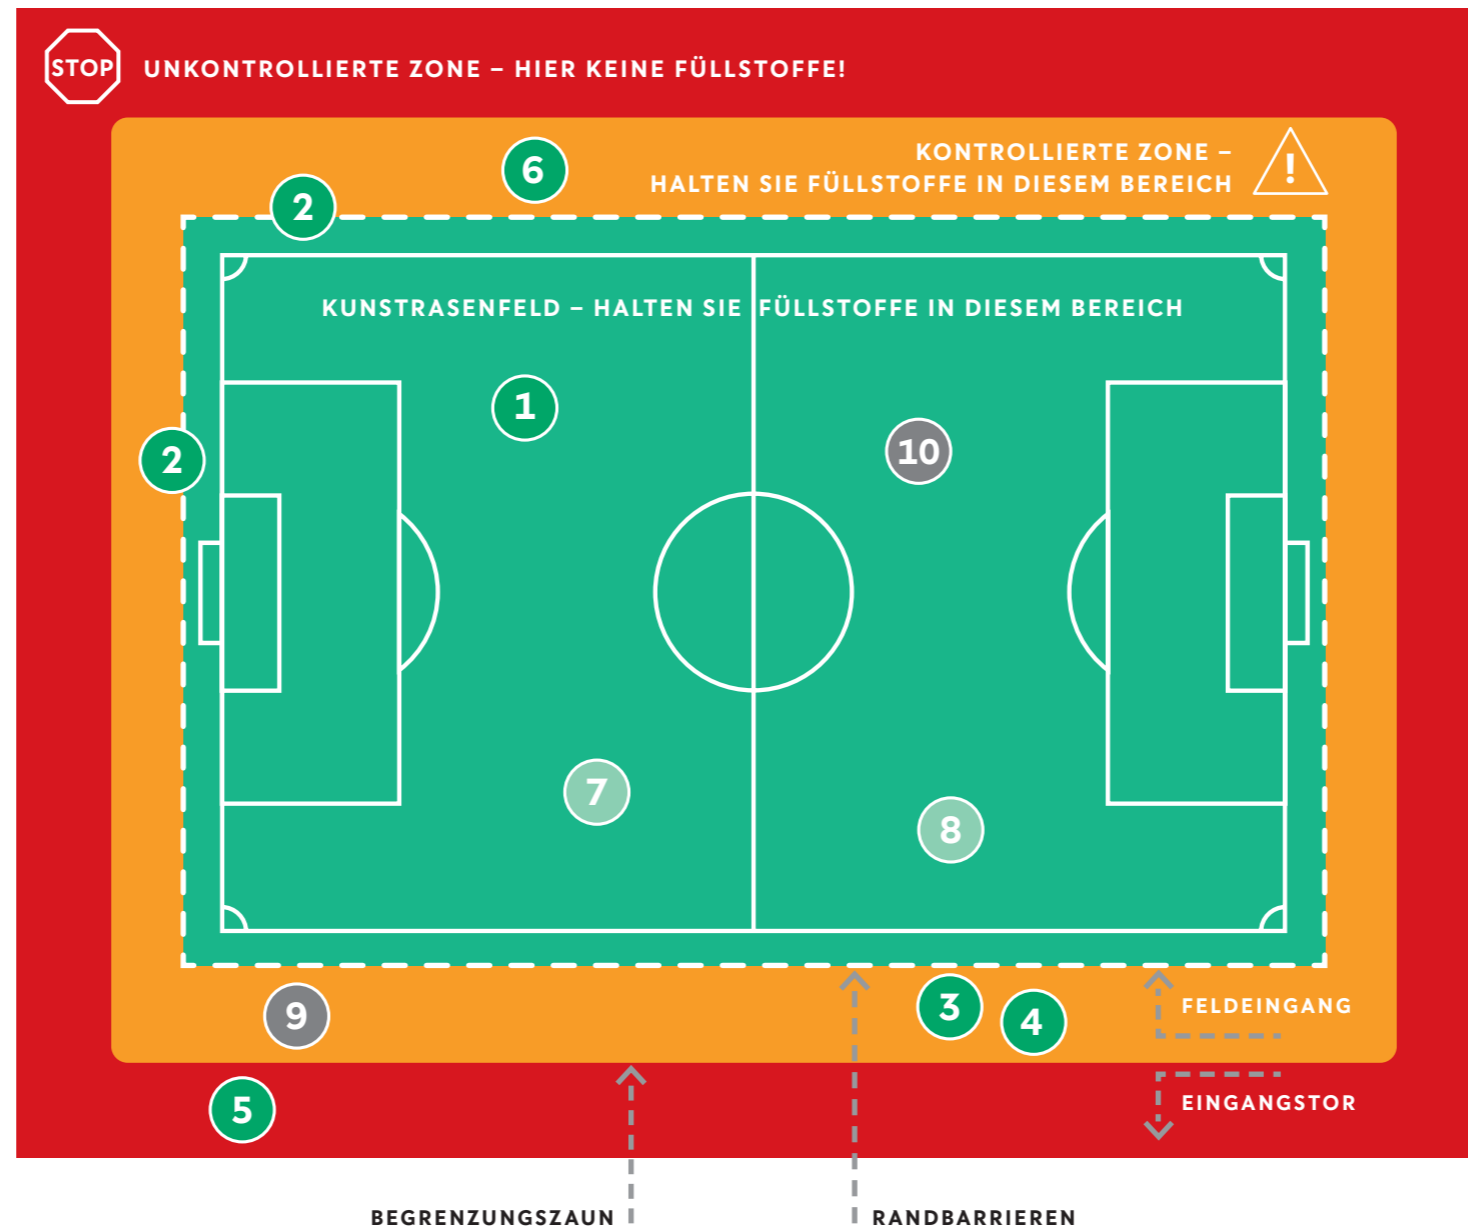 STOP UNKONTROLLIERTE ZONE – HIER KEINE FÜLLSTOFFE!
KONTROLLIERTE ZONE –
HALTEN SIE FÜLLSTOFFE IN DIESEM BEREICH
!
6
2
KUNSTRASENFELD – HALTEN SIE FÜLLSTOFFE IN DIESEM BEREICH
1
10
2
7
8
3
4
9
FELDEINGANG
5
EINGANGSTOR
BEGRENZUNGSZAUN
RANDBARRIEREN